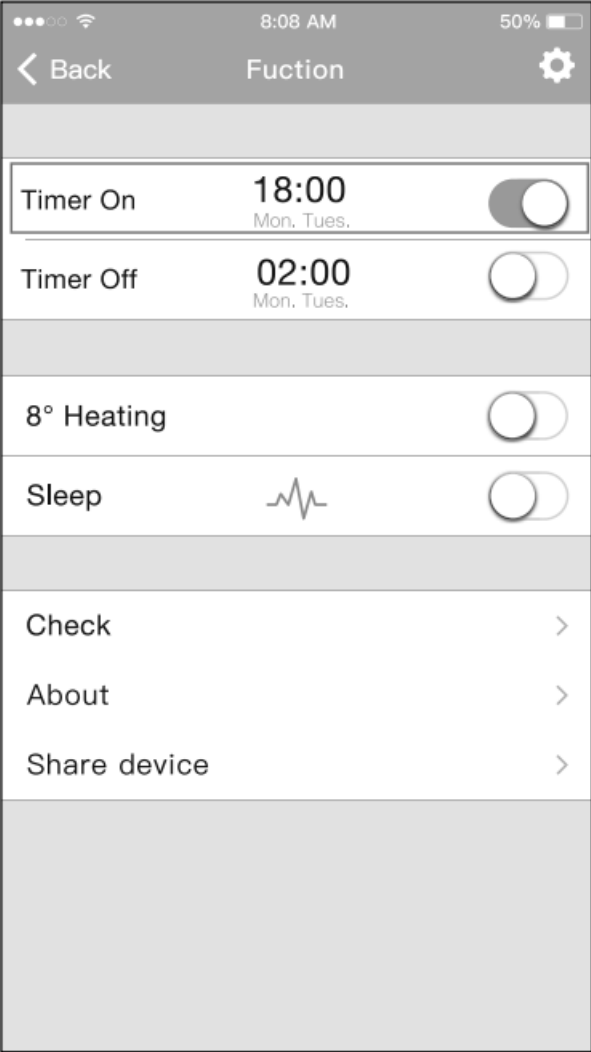 8:08 AM 50%
Back Fuction
Timer On 18:00
Mon. Tues.
Timer Off 02:00
Mon. Tues.
8° Heating
Sleep
Check
About
Share device